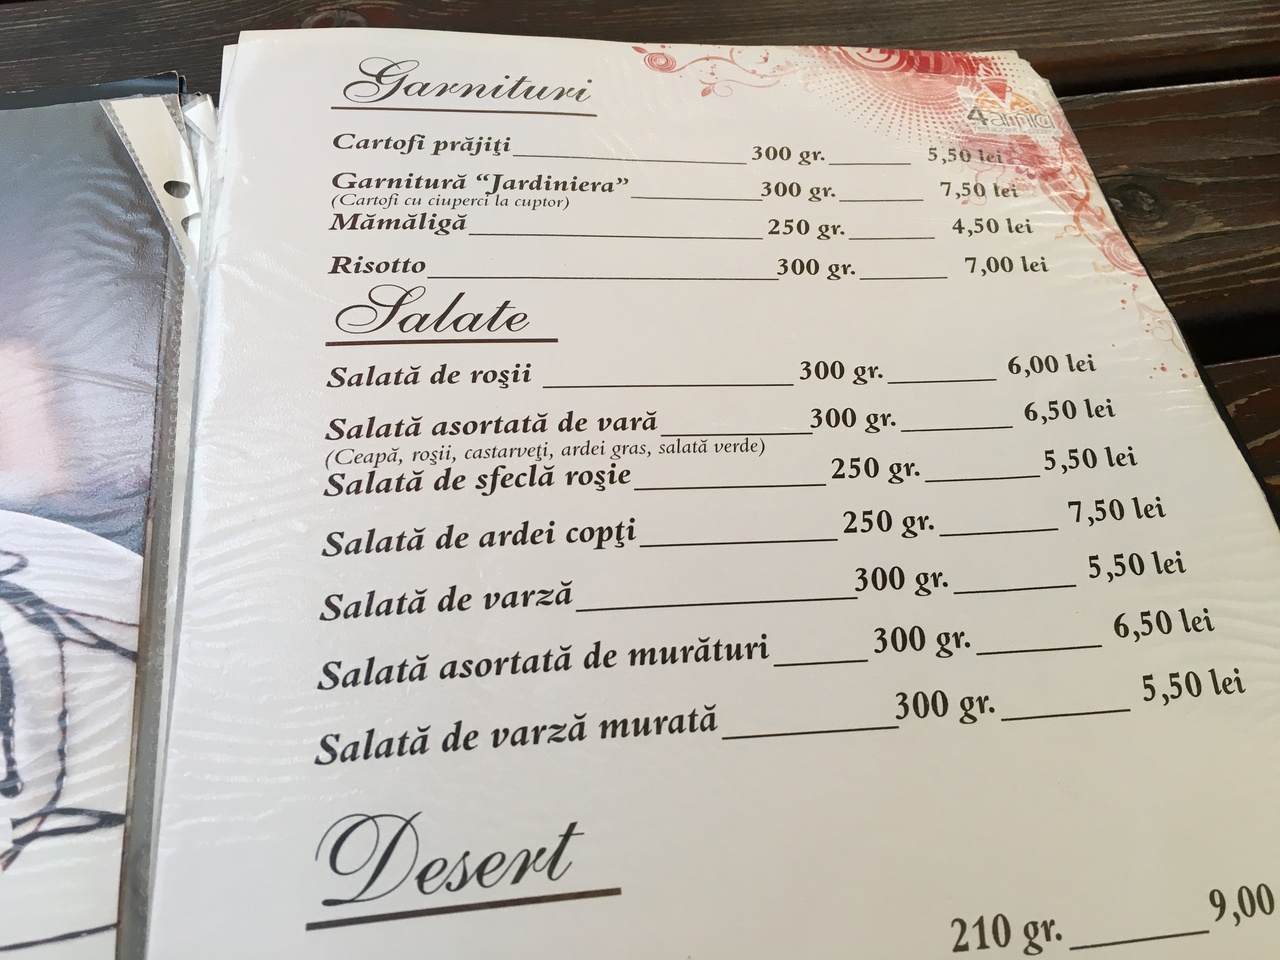 4amici
Garnituri
Cartofi prăjiţi 300 gr. 5,50 lei
Garnitură “Jardiniera” 300 gr. 7,50 lei
(Cartofi cu ciuperci la cuptor)
Mămăligă 250 gr. 4,50 lei
Risotto 300 gr. 7,00 lei
Salate
Salată de roşii 300 gr. 6,00 lei
Salată asortată de vară 300 gr. 6,50 lei
(Ceapă, roşii, castarveţi, ardei gras, salată verde)
Salată de sfeclă roşie 250 gr. 5,50 lei
Salată de ardei copţi 250 gr. 7,50 lei
Salată de varză 300 gr. 5,50 lei
Salată asortată de murături 300 gr. 6,50 lei
Salată de varză murată 300 gr. 5,50 lei
Desert
210 gr. 9,00